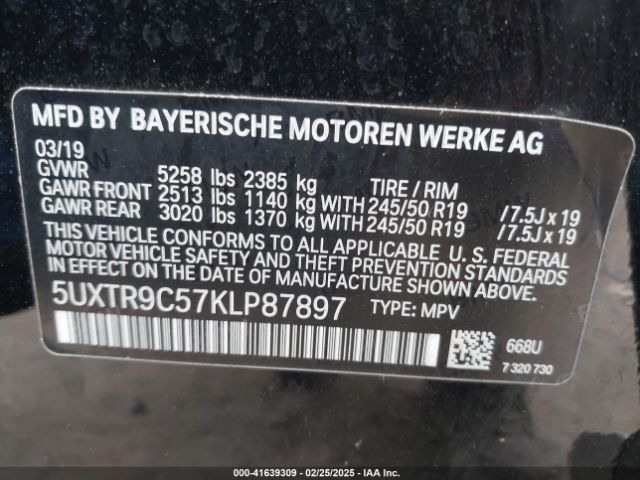 MFD BY BAYERISCHE MOTOREN WERKE AG
03/19
GVWR 5258 lbs 2385 kg TIRE / RIM
GAWR FRONT 2513 lbs 1140 kg WITH 245/50 R19 /7.5J x 19
GAWR REAR 3020 lbs 1370 kg WITH 245/50 R19 /7.5J x 19
THIS VEHICLE CONFORMS TO ALL APPLICABLE U. S. FEDERAL
MOTOR VEHICLE SAFETY AND THEFT PREVENTION
STANDARDS IN EFFECT ON THE DATE OF MANUFACTURE SHOWN ABOVE.
5UXTR9C57KLP87897 TYPE: MPV
668U
7 320 730
000-41639309 - 02/25/2025 - IAA Inc.